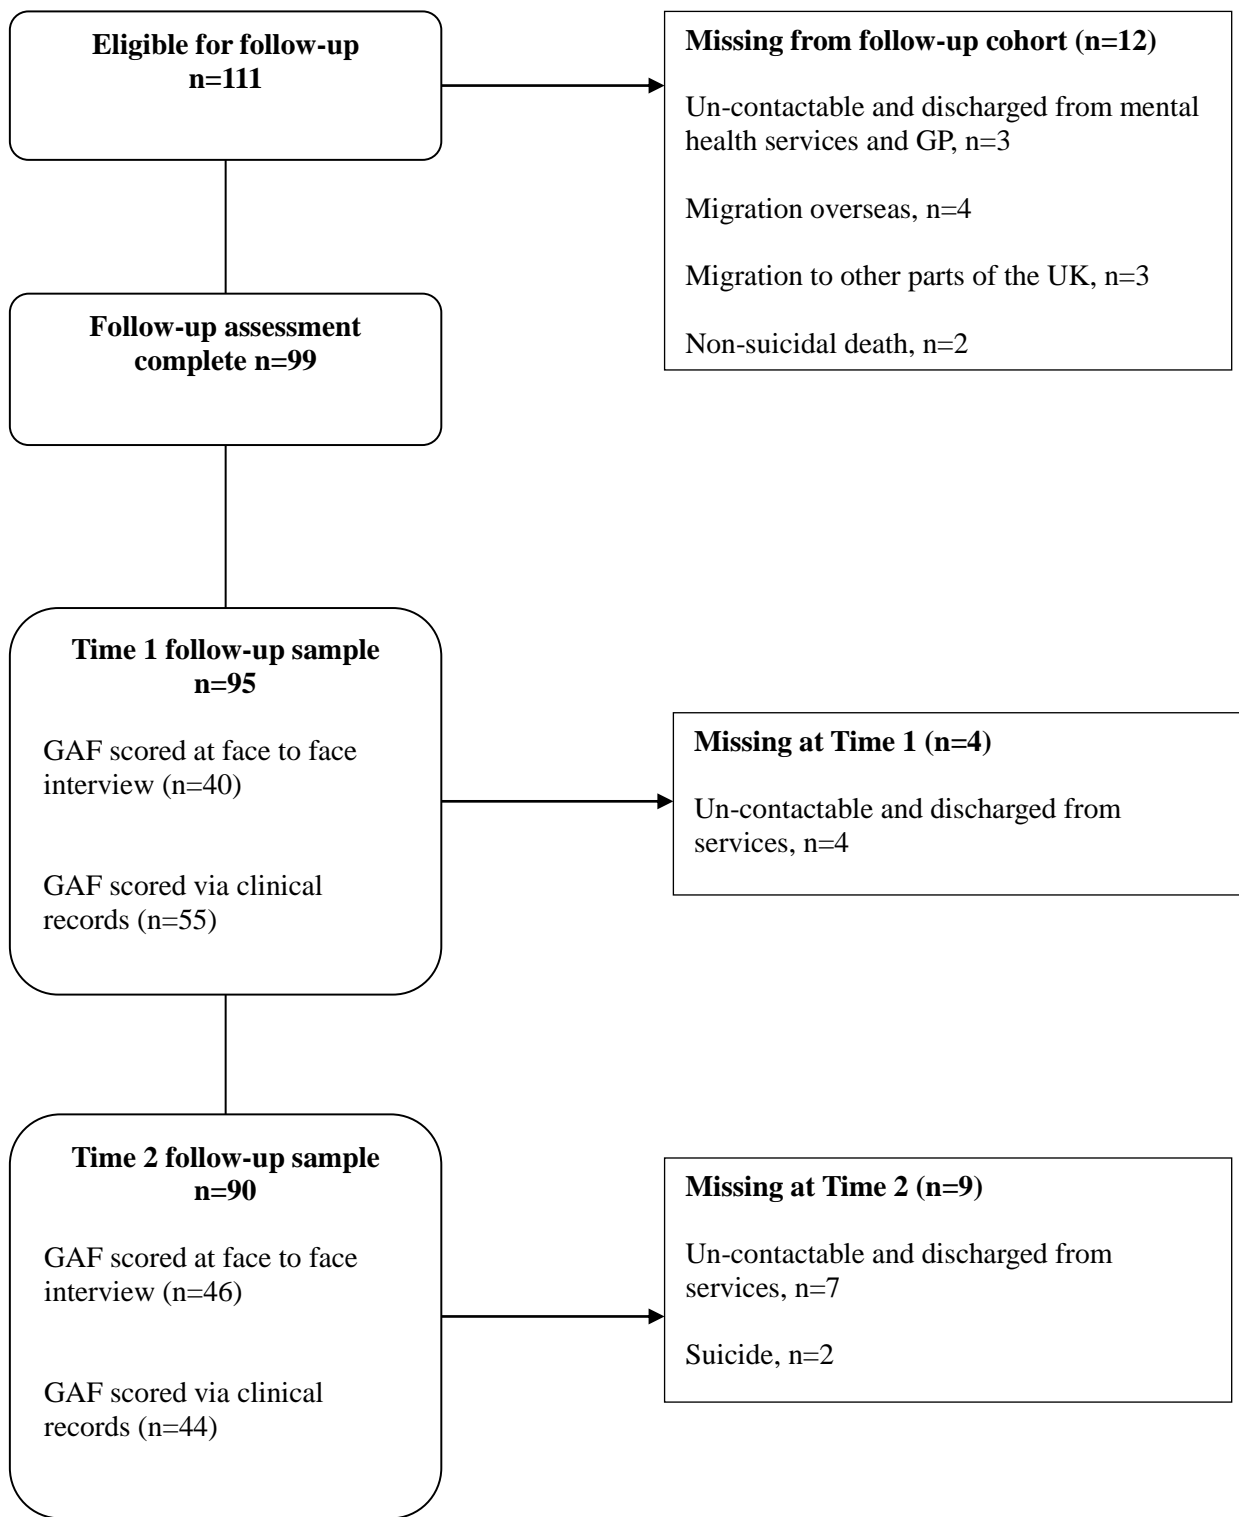 Eligible for follow-up
n=111
Missing from follow-up cohort (n=12)
Un-contactable and discharged from mental
health services and GP, n=3
Migration overseas, n=4
Migration to other parts of the UK, n=3
Non-suicidal death, n=2
Follow-up assessment
complete n=99
Time 1 follow-up sample
n=95
GAF scored at face to face
interview (n=40)
GAF scored via clinical
records (n=55)
Missing at Time 1 (n=4)
Un-contactable and discharged from
services, n=4
Time 2 follow-up sample
n=90
GAF scored at face to face
interview (n=46)
GAF scored via clinical
records (n=44)
Missing at Time 2 (n=9)
Un-contactable and discharged from
services, n=7
Suicide, n=2